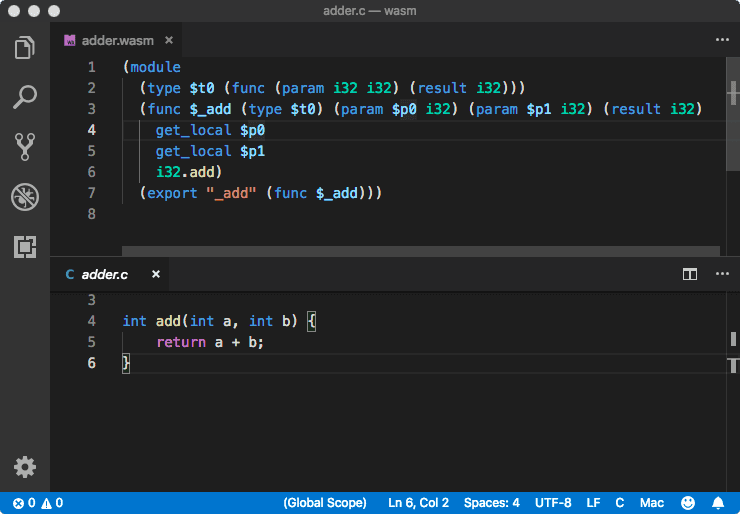 adder.c — wasm
adder.wasm × ···
1 (module
2 (type $t0 (func (param i32 i32) (result i32)))
3 (func $_add (type $t0) (param $p0 i32) (param $p1 i32) (result i32)
4 get_local $p0
5 get_local $p1
6 i32.add)
7 (export "_add" (func $_add)))
8
C adder.c × ···
3
4 int add(int a, int b) {
5 return a + b;
6 }
0 0 (Global Scope) Ln 6, Col 2 Spaces: 4 UTF-8 LF C Mac